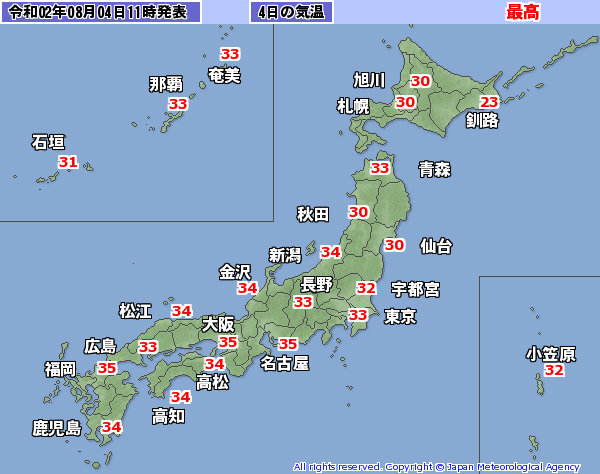 令和02年08月04日11時発表 4日の気温 最高
33
奄美
那覇
33
石垣
31
旭川
30
札幌
30
23
釧路
33
青森
秋田
30
30
仙台
新潟
34
金沢
34
長野
33
32
宇都宮
33
東京
松江
34
大阪
35
35
名古屋
広島
33
福岡
35
34
高松
34
高知
鹿児島
34
小笠原
32
All rights reserved. Copyright © Japan Meteorological Agency